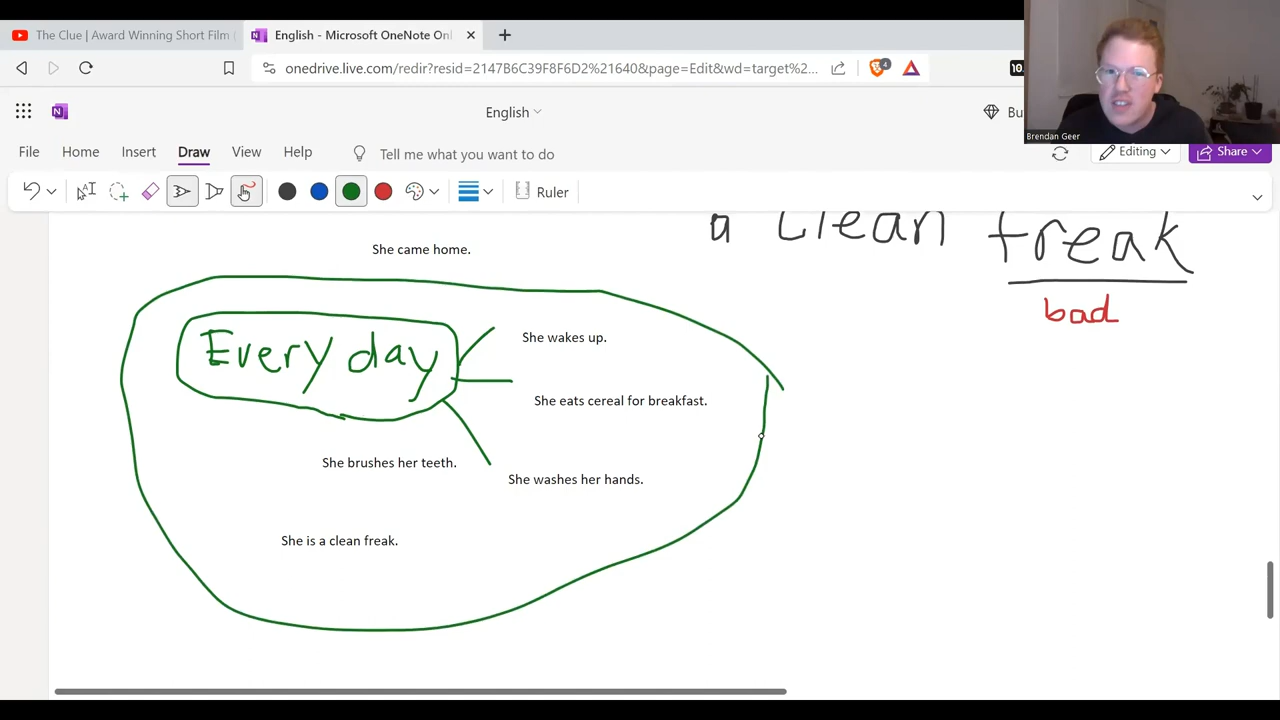 The Clue | Award Winning Short Film (
English - Microsoft OneNote Onl
onedrive.live.com/redir?resid=2147B6C39F8F6D2%21640&page=Edit&wd=target%2...
4
10
English
Bu
Brendan Geer
File Home Insert Draw View Help Tell me what you want to do
Editing
Share
Ruler
a clean freak
bad
She came home.
Every day
She wakes up.
She eats cereal for breakfast.
She brushes her teeth.
She washes her hands.
She is a clean freak.